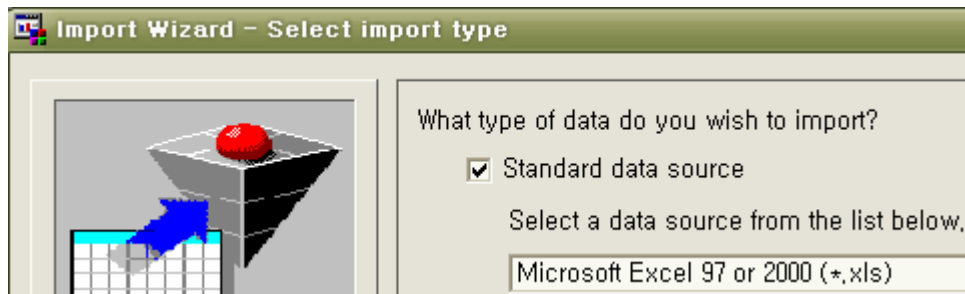 Import Wizard - Select import type
What type of data do you wish to import?
Standard data source
Select a data source from the list below,
Microsoft Excel 97 or 2000 (*,xls)